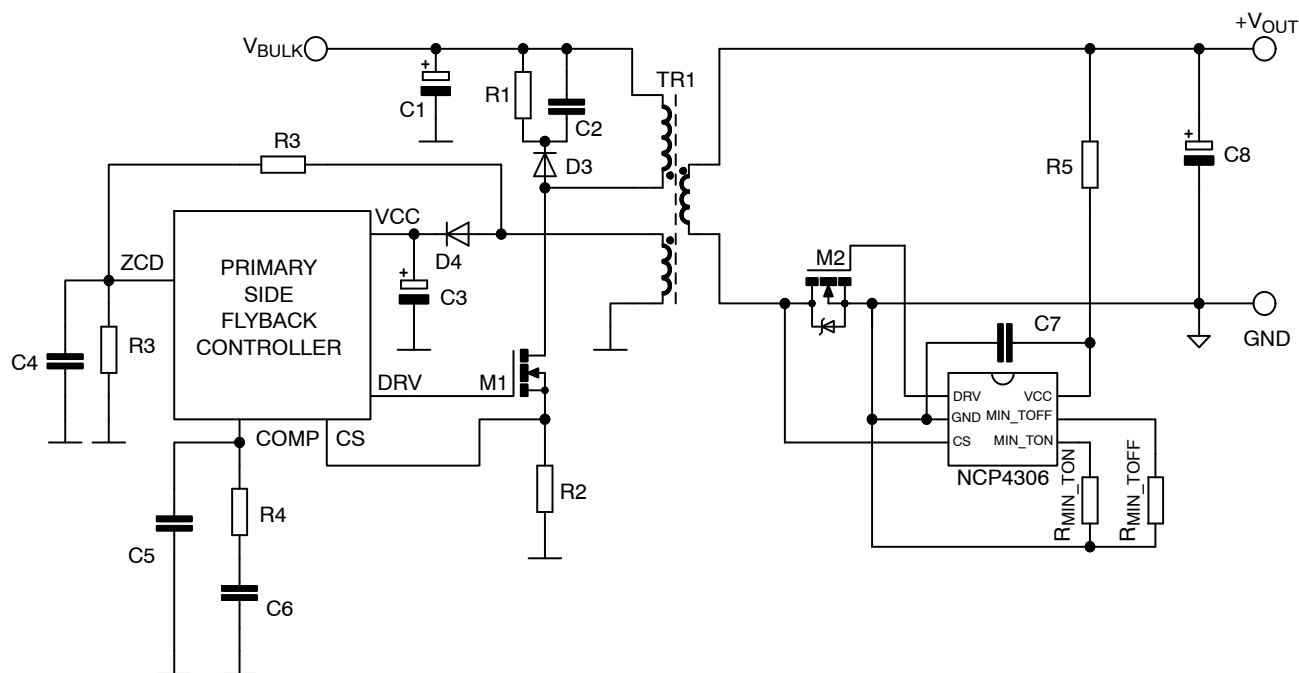 +VOUT
VBULK
TR1
R1
C1
C2
R3
D3
R5
C8
VCC
ZCD
D4
M2
PRIMARY
SIDE
FLYBACK
CONTROLLER
C3
C7
GND
C4
R3
DRV
M1
DRV
VCC
GND
MIN_TOFF
CS
MIN_TON
COMP
CS
NCP4306
R2
RMIN_TON
RMIN_TOFF
R4
C5
C6